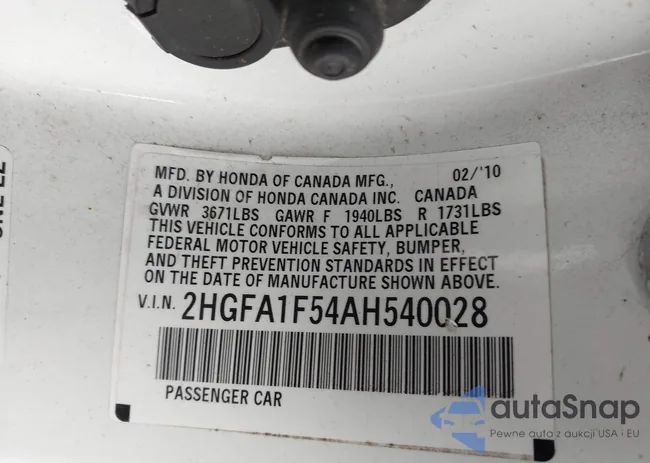 MFD. BY HONDA OF CANADA MFG., 02/'10
A DIVISION OF HONDA CANADA INC. CANADA
GVWR 3671LBS GAWR F 1940LBS R 1731LBS
THIS VEHICLE CONFORMS TO ALL APPLICABLE
FEDERAL MOTOR VEHICLE SAFETY, BUMPER,
AND THEFT PREVENTION STANDARDS IN EFFECT
ON THE DATE OF MANUFACTURE SHOWN ABOVE.
V.I.N. 2HGFA1F54AH540028
PASSENGER CAR
autaSnap
Pewne auta z aukcji USA i EU